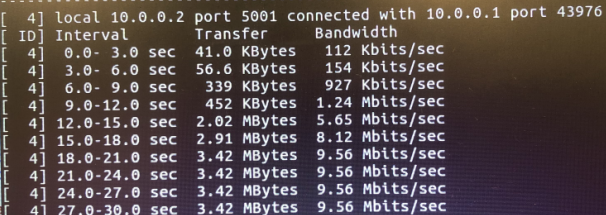 [  4] local 10.0.0.2 port 5001 connected with 10.0.0.1 port 43976
[ ID] Interval       Transfer     Bandwidth
[  4]  0.0- 3.0 sec  41.0 KBytes   112 Kbits/sec
[  4]  3.0- 6.0 sec  56.6 KBytes   154 Kbits/sec
[  4]  6.0- 9.0 sec   339 KBytes   927 Kbits/sec
[  4]  9.0-12.0 sec   452 KBytes  1.24 Mbits/sec
[  4] 12.0-15.0 sec  2.02 MBytes  5.65 Mbits/sec
[  4] 15.0-18.0 sec  2.91 MBytes  8.12 Mbits/sec
[  4] 18.0-21.0 sec  3.42 MBytes  9.56 Mbits/sec
[  4] 21.0-24.0 sec  3.42 MBytes  9.56 Mbits/sec
[  4] 24.0-27.0 sec  3.42 MBytes  9.56 Mbits/sec
[  4] 27.0-30.0 sec  3.42 MBytes  9.56 Mbits/sec